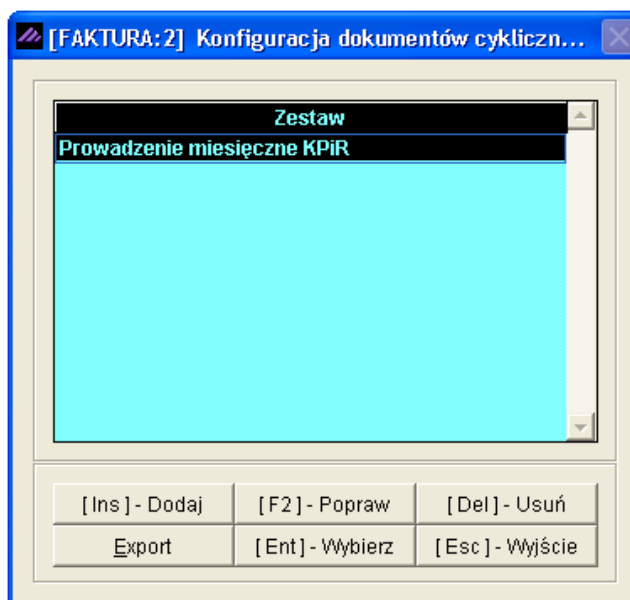 [FAKTURA:2] Konfiguracja dokumentów cykliczn...
Zestaw
Prowadzenie miesięczne KPiR
[Ins] - Dodaj [F2] - Popraw [Del] - Usuń
Export [Ent] - Wybierz [Esc] - Wyjście